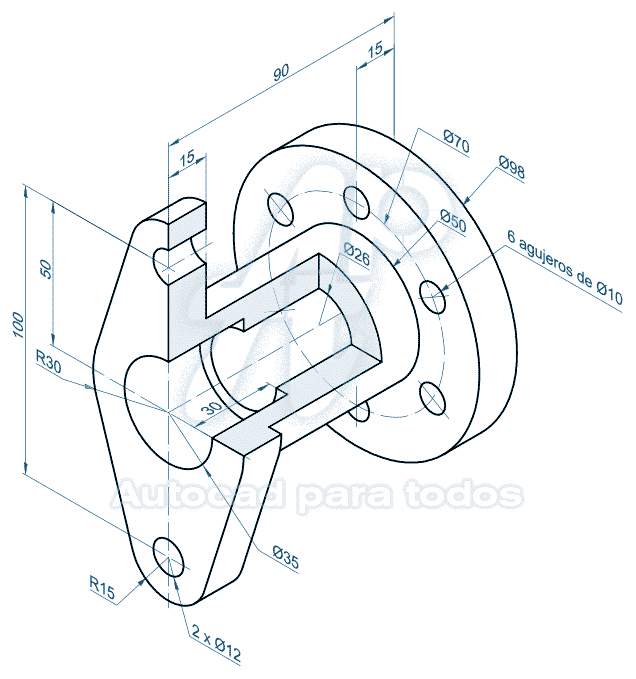 90
15
15
Ø70
Ø98
Ø50
Ø26
6 agujeros de Ø10
50
100
R30
30
Autocad para todos
Ø35
R15
2 x Ø12